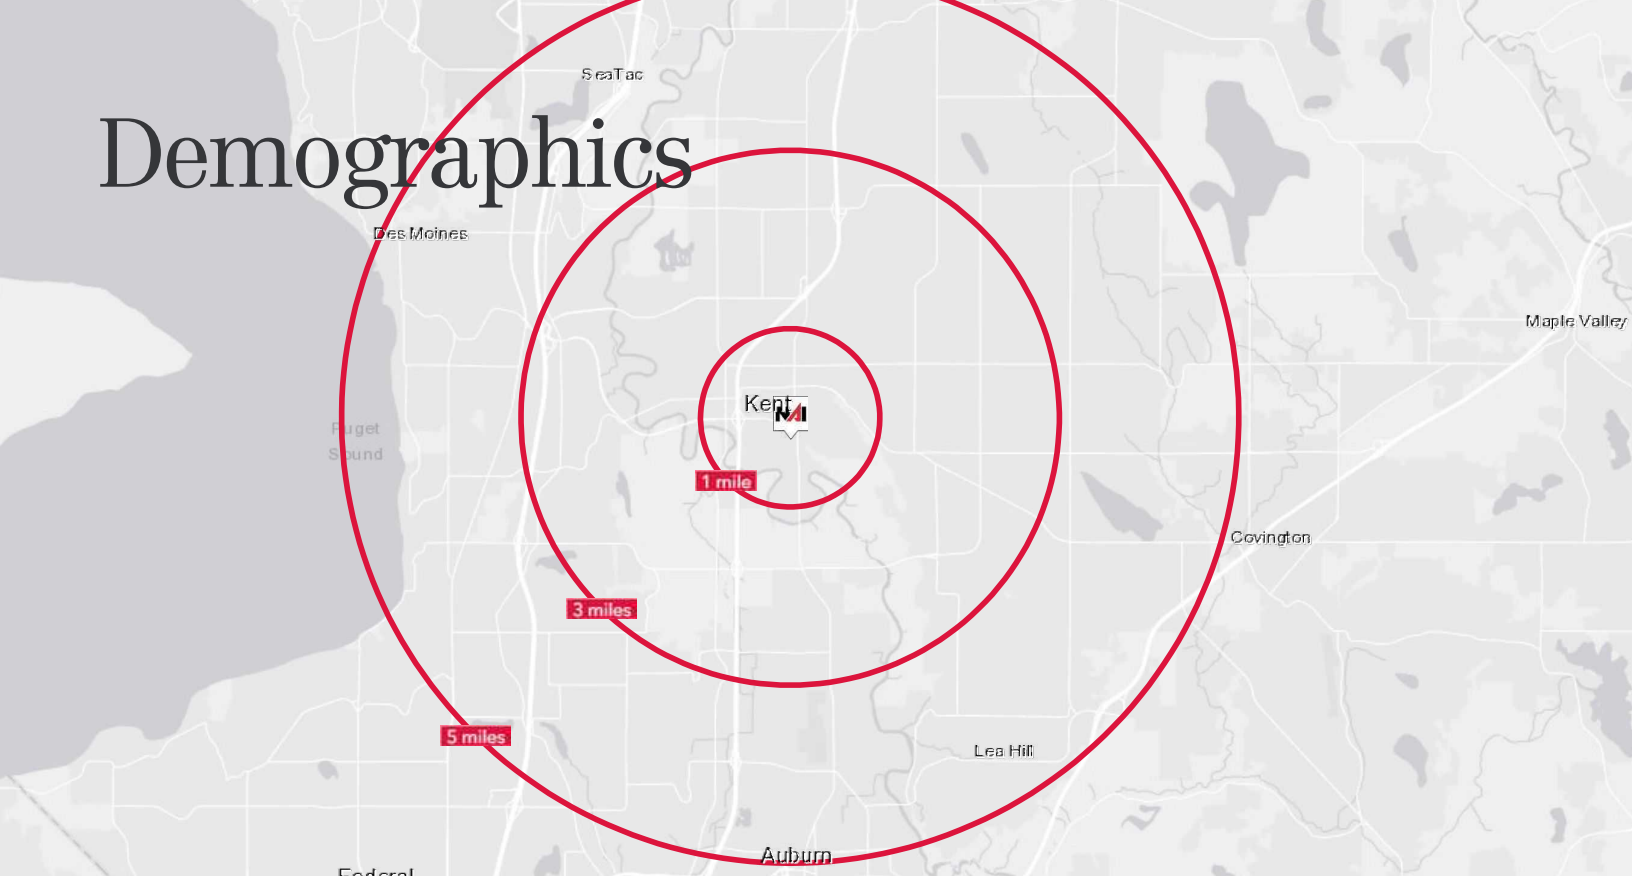 SeaTac
Demographics
Des Moines
Maple Valley
Kent
NAI
Puget
Sound
1 mile
Covington
3 miles
5 miles
Lea Hill
Auburn
Federal